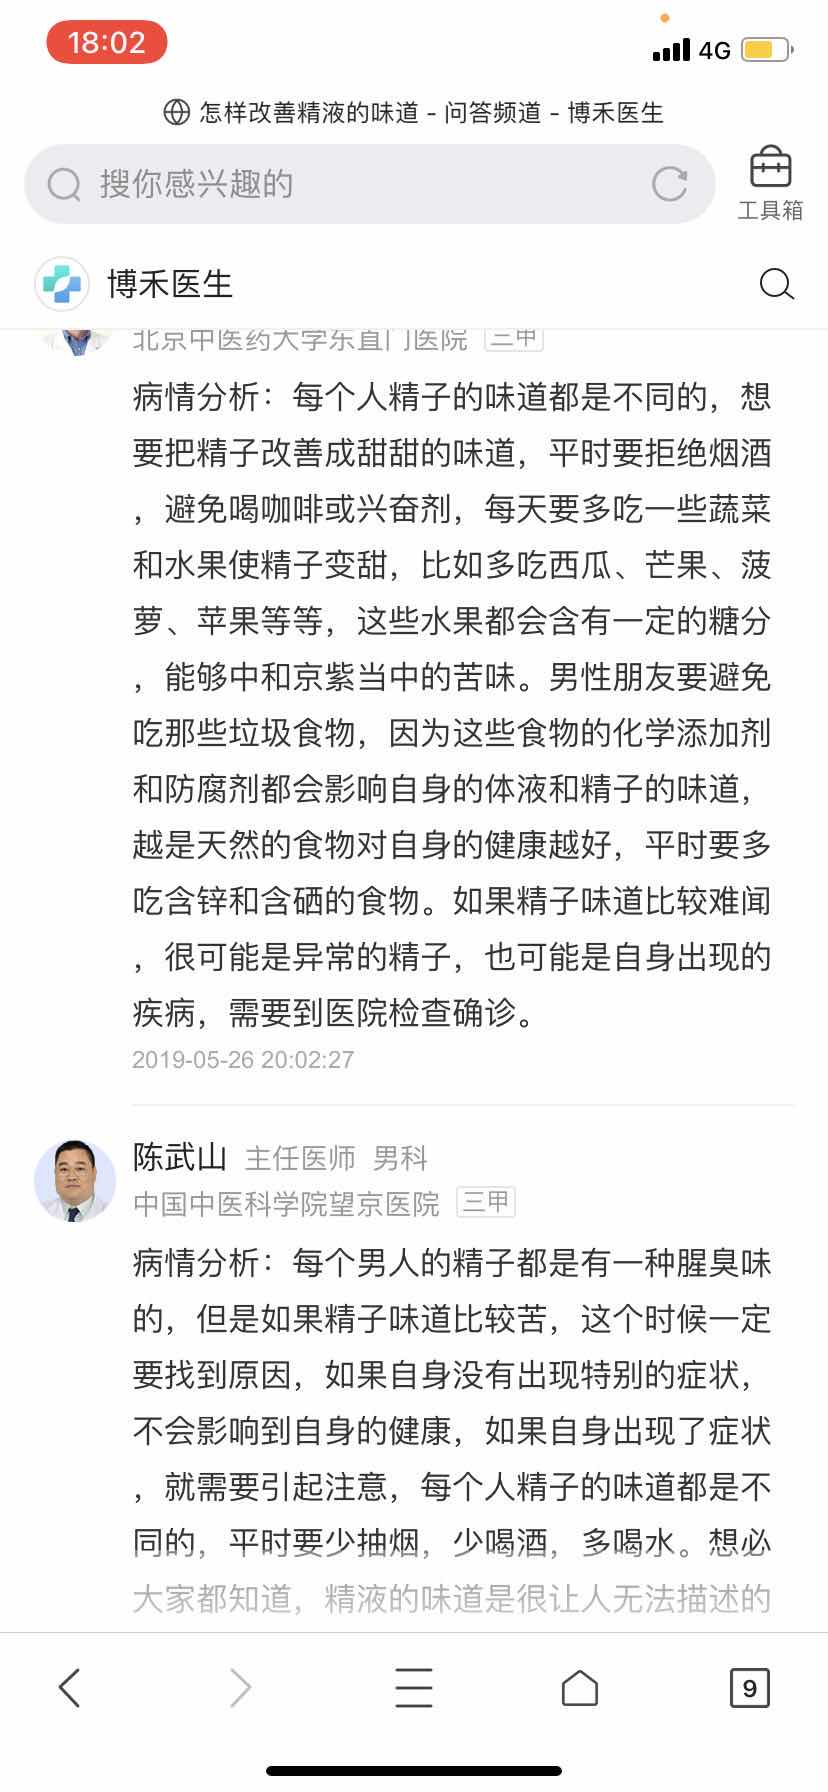 18:02
4G
怎样改善精液的味道 - 问答频道 - 博禾医生
搜你感兴趣的
工具箱
博禾医生
北京中医药大学东直门医院 三甲
病情分析：每个人精子的味道都是不同的，想
要把精子改善成甜甜的味道，平时要拒绝烟酒
，避免喝咖啡或兴奋剂，每天要多吃一些蔬菜
和水果使精子变甜，比如多吃西瓜、芒果、菠
萝、苹果等等，这些水果都会含有一定的糖分
，能够中和京紫当中的苦味。男性朋友要避免
吃那些垃圾食物，因为这些食物的化学添加剂
和防腐剂都会影响自身的体液和精子的味道，
越是天然的食物对自身的健康越好，平时要多
吃含锌和含硒的食物。如果精子味道比较难闻
，很可能是异常的精子，也可能是自身出现的
疾病，需要到医院检查确诊。
2019-05-26 20:02:27
陈武山 主任医师 男科
中国中医科学院望京医院 三甲
病情分析：每个男人的精子都是有一种腥臭味
的，但是如果精子味道比较苦，这个时候一定
要找到原因，如果自身没有出现特别的症状，
不会影响到自身的健康，如果自身出现了症状
，就需要引起注意，每个人精子的味道都是不
同的，平时要少抽烟，少喝酒，多喝水。想必
大家都知道，精液的味道是很让人无法描述的
9